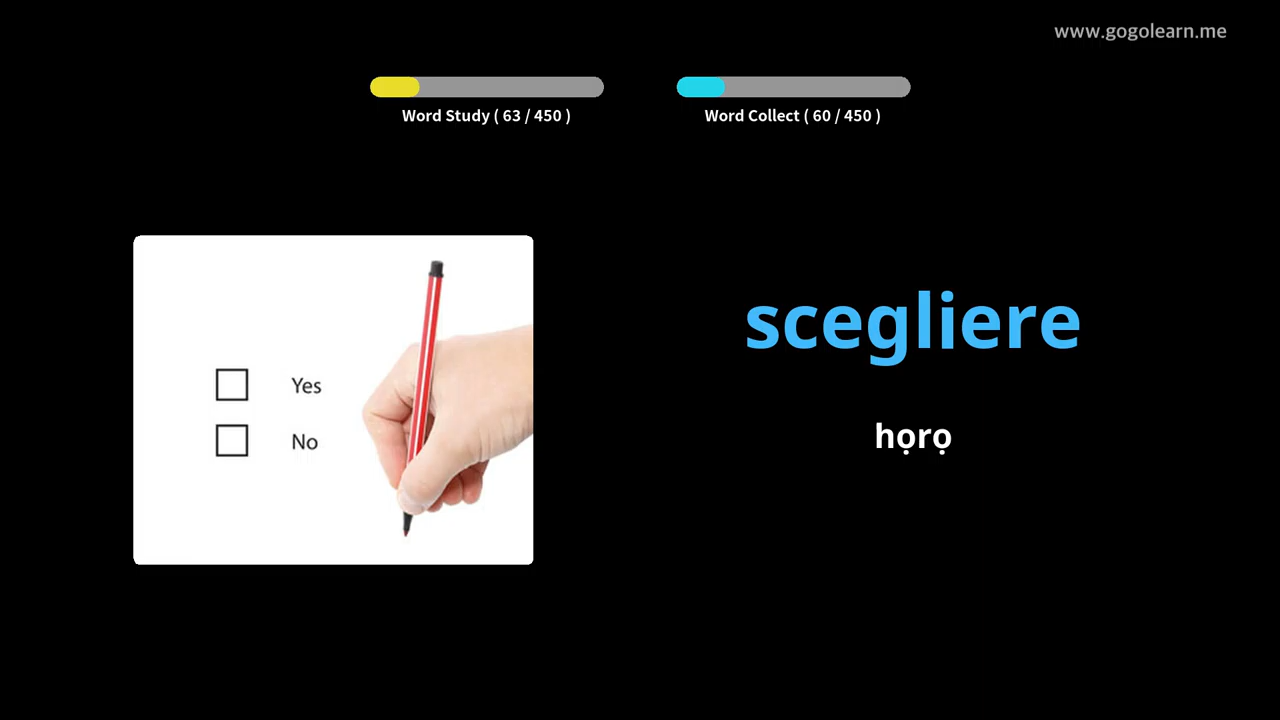 www.gogolearn.me
Word Study ( 63 / 450 )
Word Collect ( 60 / 450 )
Yes
No
scegliere
họrọ